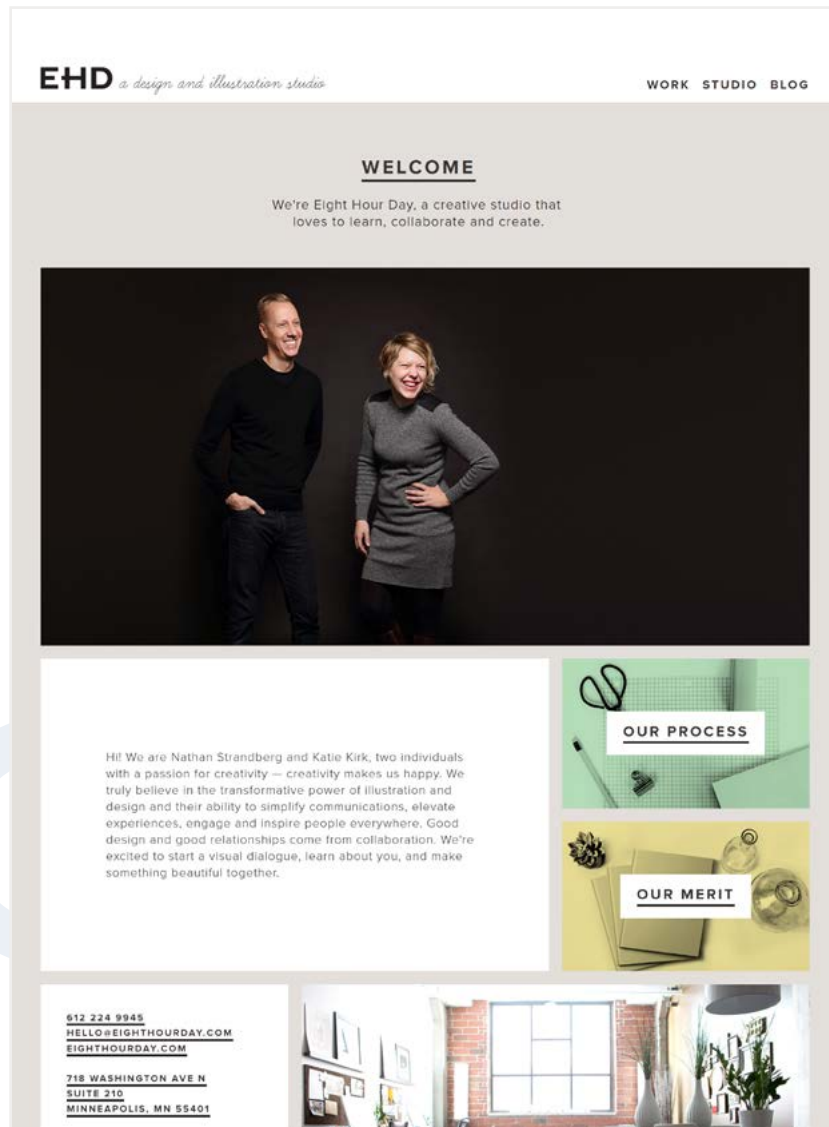 EHD a design and illustration studio
WORK STUDIO BLOG
WELCOME
We're Eight Hour Day, a creative studio that
loves to learn, collaborate and create.
Hi! We are Nathan Strandberg and Katie Kirk, two individuals
with a passion for creativity — creativity makes us happy. We
truly believe in the transformative power of illustration and
design and their ability to simplify communications, elevate
experiences, engage and inspire people everywhere. Good
design and good relationships come from collaboration. We're
excited to start a visual dialogue, learn about you, and make
something beautiful together.
OUR PROCESS
OUR MERIT
612 224 9945
HELLO@EIGHTHOURDAY.COM
EIGHTHOURDAY.COM
718 WASHINGTON AVE N
SUITE 210
MINNEAPOLIS, MN 55401